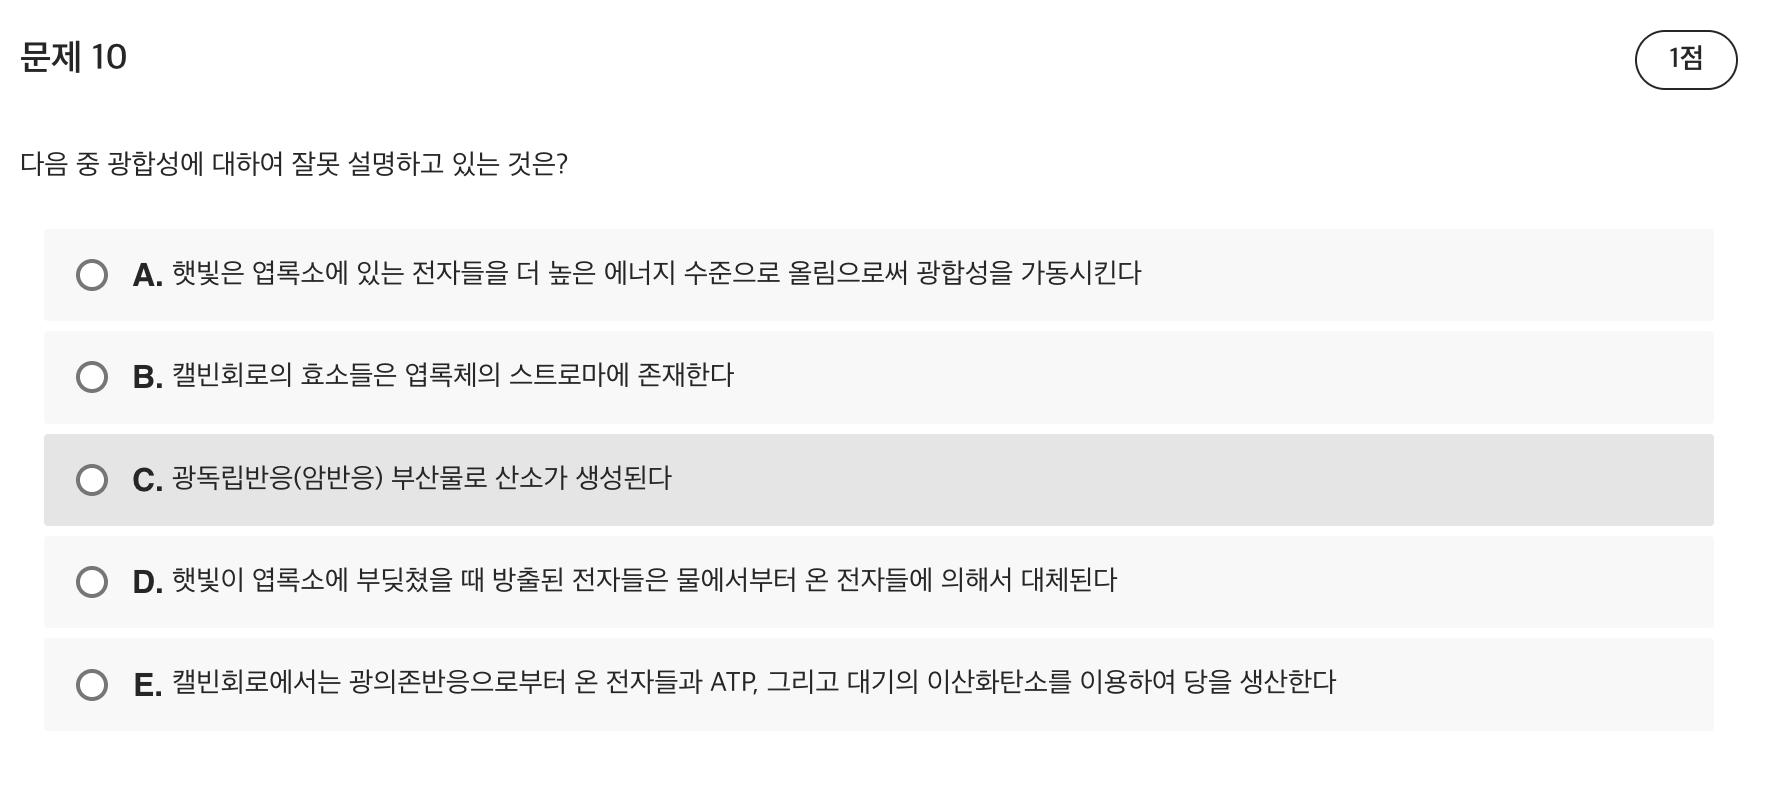 문제 10
1점
다음 중 광합성에 대하여 잘못 설명하고 있는 것은?
A. 햇빛은 엽록소에 있는 전자들을 더 높은 에너지 수준으로 올림으로써 광합성을 가동시킨다
B. 캘빈회로의 효소들은 엽록체의 스트로마에 존재한다
C. 광독립반응(암반응) 부산물로 산소가 생성된다
D. 햇빛이 엽록소에 부딪쳤을 때 방출된 전자들은 물에서부터 온 전자들에 의해서 대체된다
E. 캘빈회로에서는 광의존반응으로부터 온 전자들과 ATP, 그리고 대기의 이산화탄소를 이용하여 당을 생산한다